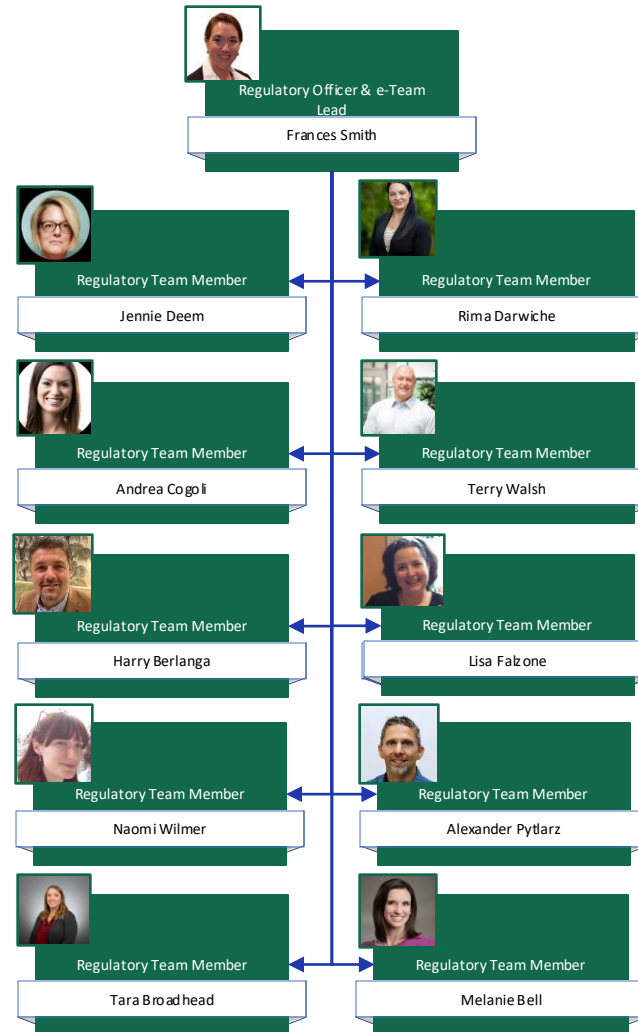 Regulatory Officer & e-Team
Lead
Frances Smith
Regulatory Team Member
Jennie Deem
Regulatory Team Member
Rima Darwiche
Regulatory Team Member
Andrea Cogoli
Regulatory Team Member
Terry Walsh
Regulatory Team Member
Harry Berlanga
Regulatory Team Member
Lisa Falzone
Regulatory Team Member
Naomi Wilmer
Regulatory Team Member
Alexander Pytlarz
Regulatory Team Member
Tara Broadhead
Regulatory Team Member
Melanie Bell